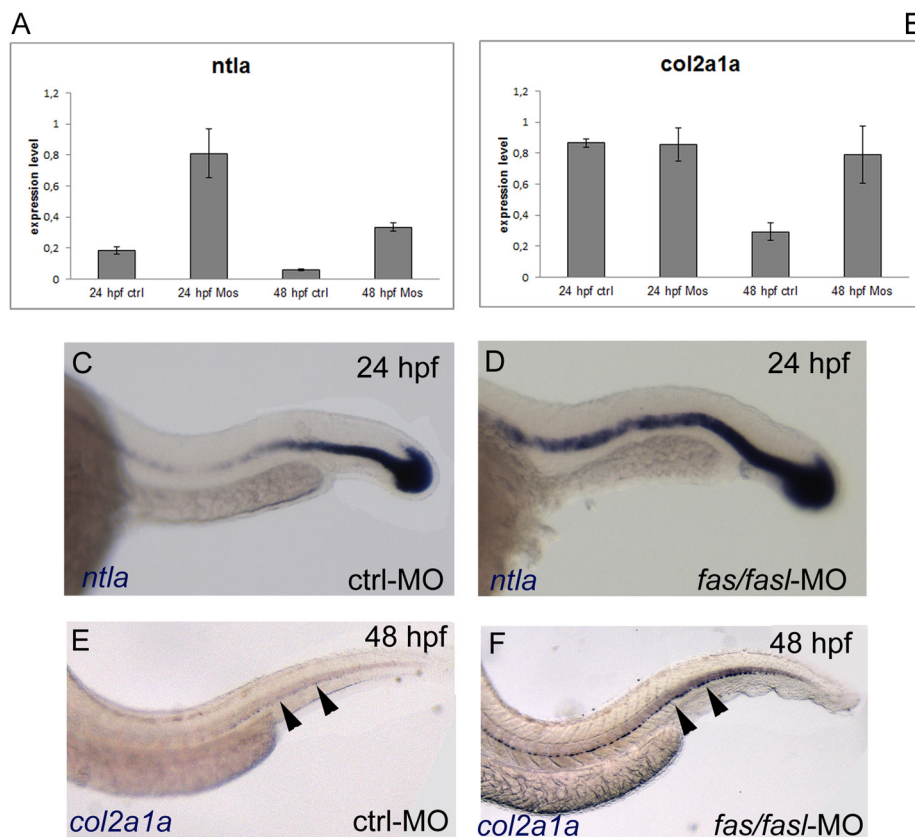 A
B
ntla
expression level
1,2
1
0,8
0,6
0,4
0,2
0
24 hpf ctrl 24 hpf Mos 48 hpf ctrl 48 hpf Mos
col2a1a
expression level
1,2
1
0,8
0,6
0,4
0,2
0
24 hpf ctrl 24 hpf Mos 48 hpf ctrl 48 hpf Mos
C 24 hpf
ntla ctrl-MO
D 24 hpf
ntla fas/fasl-MO
E 48 hpf
col2a1a ctrl-MO
F 48 hpf
col2a1a fas/fasl-MO